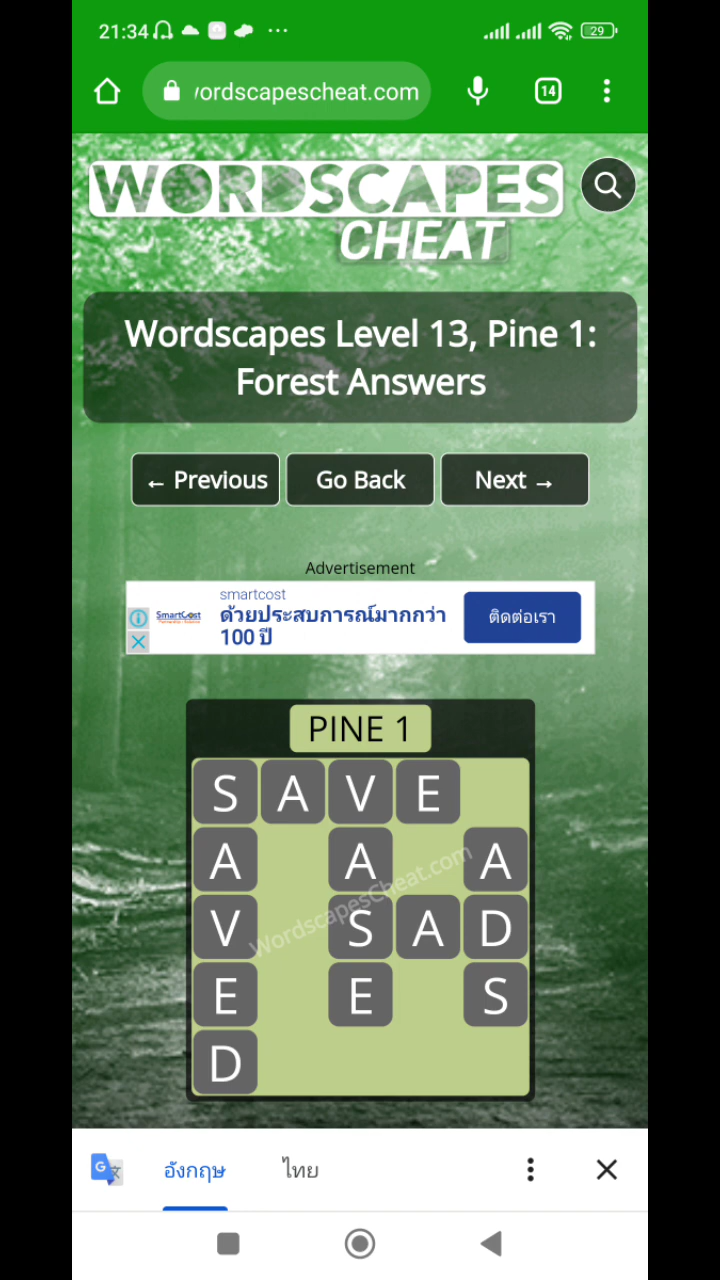 21:34 ... 29
wordscapescheat.com 14
WORDSCAPES
CHEAT
Wordscapes Level 13, Pine 1:
Forest Answers
← Previous Go Back Next →
Advertisement
smartcost
SmartCost ด้วยประสบการณ์มากกว่า ติดต่อเรา
100 ปี
PINE 1
S A V E
A A A
V S A D
E E S
D
WordscapesCheat.com
อังกฤษ ไทย